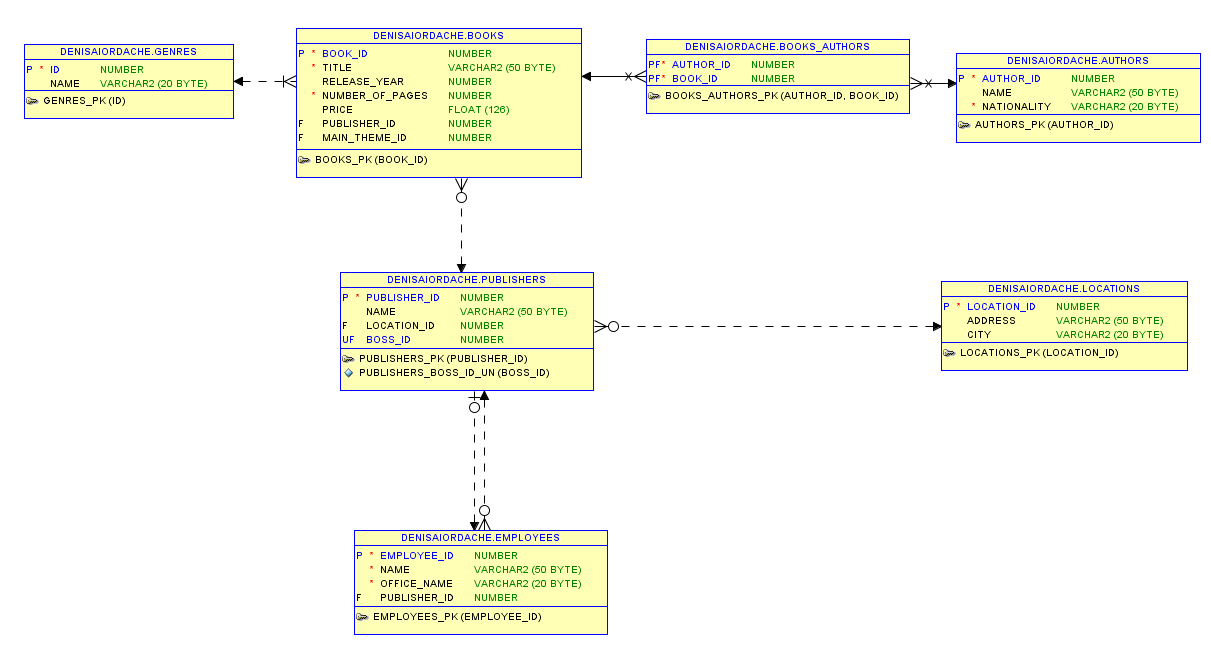 DENISAIORDACHE.GENRES
P * ID NUMBER
NAME VARCHAR2 (20 BYTE)
GENRES_PK (ID)
DENISAIORDACHE.BOOKS
P * BOOK_ID NUMBER
* TITLE VARCHAR2 (50 BYTE)
RELEASE_YEAR NUMBER
* NUMBER_OF_PAGES NUMBER
PRICE FLOAT (126)
F PUBLISHER_ID NUMBER
F MAIN_THEME_ID NUMBER
BOOKS_PK (BOOK_ID)
DENISAIORDACHE.BOOKS_AUTHORS
PF* AUTHOR_ID NUMBER
PF* BOOK_ID NUMBER
BOOKS_AUTHORS_PK (AUTHOR_ID, BOOK_ID)
DENISAIORDACHE.AUTHORS
P * AUTHOR_ID NUMBER
NAME VARCHAR2 (50 BYTE)
* NATIONALITY VARCHAR2 (20 BYTE)
AUTHORS_PK (AUTHOR_ID)
DENISAIORDACHE.PUBLISHERS
P * PUBLISHER_ID NUMBER
NAME VARCHAR2 (50 BYTE)
F LOCATION_ID NUMBER
UF BOSS_ID NUMBER
PUBLISHERS_PK (PUBLISHER_ID)
PUBLISHERS_BOSS_ID_UN (BOSS_ID)
DENISAIORDACHE.LOCATIONS
P * LOCATION_ID NUMBER
ADDRESS VARCHAR2 (50 BYTE)
CITY VARCHAR2 (20 BYTE)
LOCATIONS_PK (LOCATION_ID)
DENISAIORDACHE.EMPLOYEES
P * EMPLOYEE_ID NUMBER
* NAME VARCHAR2 (50 BYTE)
* OFFICE_NAME VARCHAR2 (20 BYTE)
F PUBLISHER_ID NUMBER
EMPLOYEES_PK (EMPLOYEE_ID)